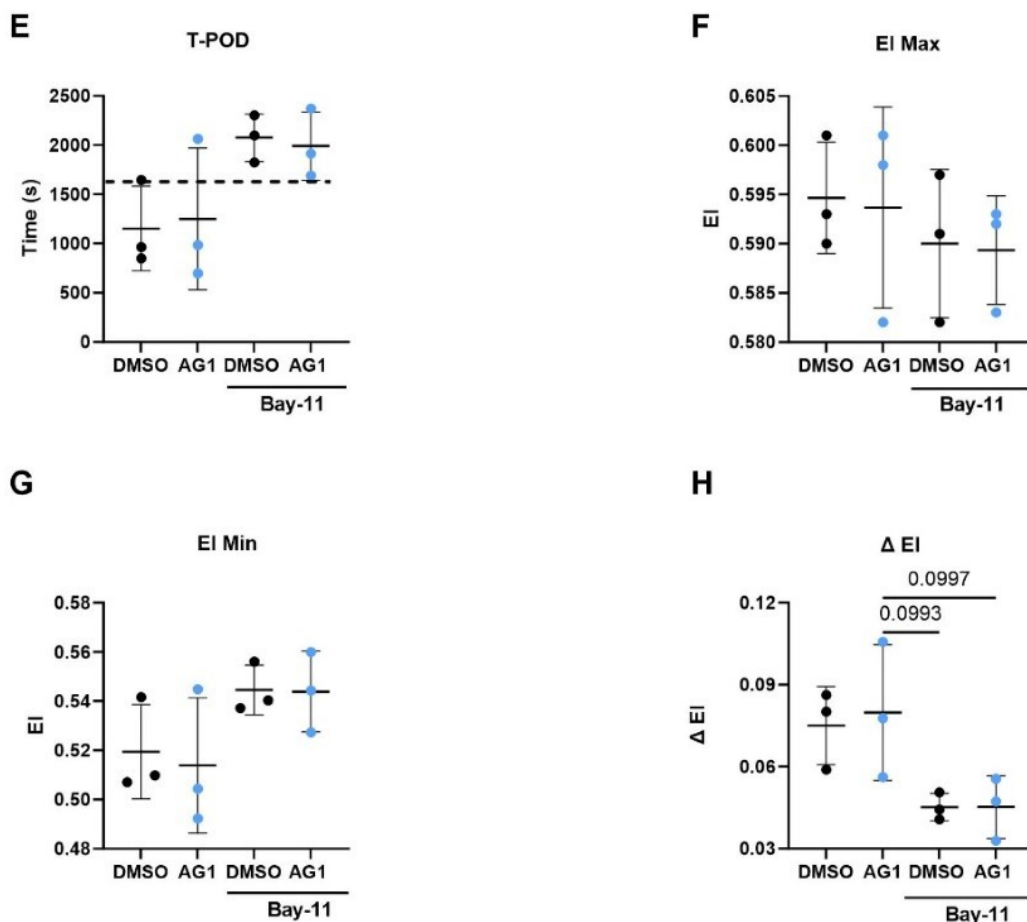 E
T-POD
Time (s)
2500
2000
1500
1000
500
0
DMSO AG1 DMSO AG1
Bay-11
F
EI Max
EI
0.605
0.600
0.595
0.590
0.585
0.580
DMSO AG1 DMSO AG1
Bay-11
G
EI Min
EI
0.58
0.56
0.54
0.52
0.50
0.48
DMSO AG1 DMSO AG1
Bay-11
H
Δ EI
0.0997
0.0993
Δ EI
0.12
0.09
0.06
0.03
DMSO AG1 DMSO AG1
Bay-11